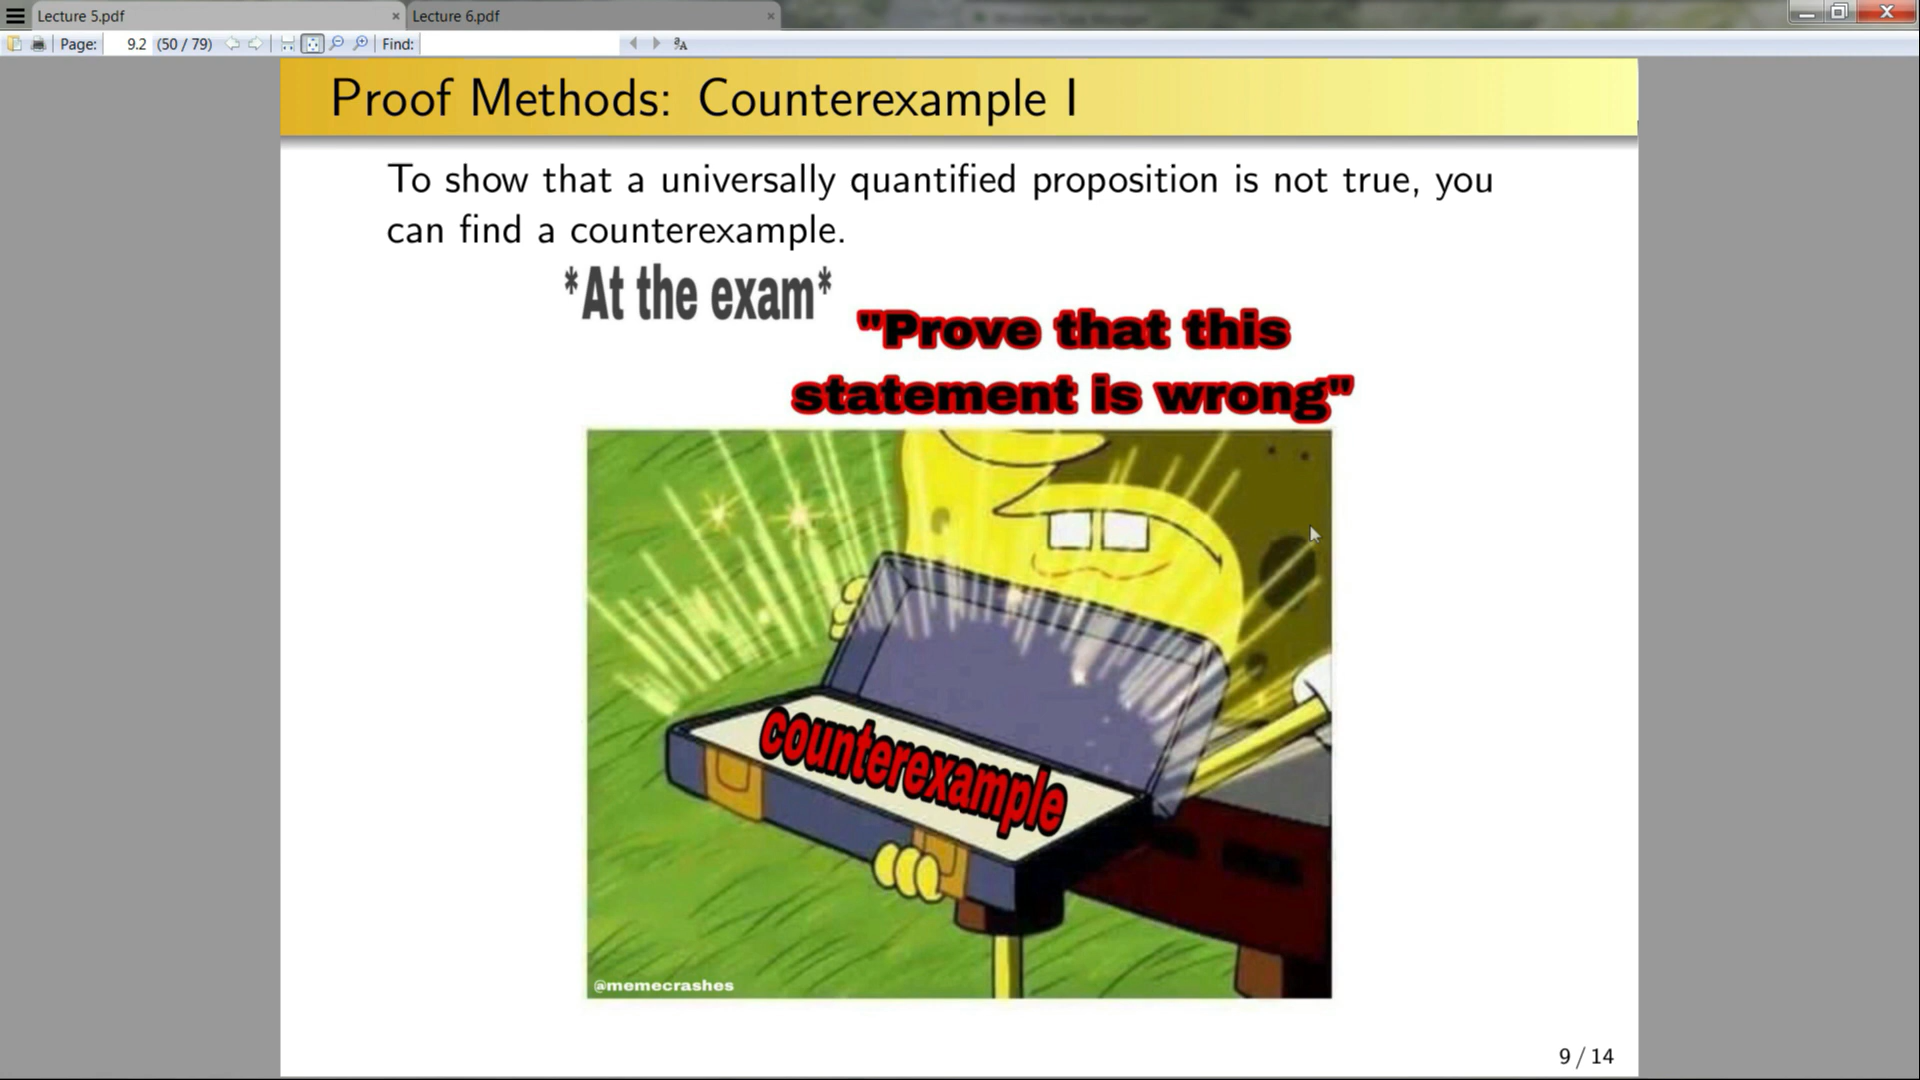 Lecture 5.pdf
Lecture 6.pdf
Page: 9.2 (50 / 79) Find:
Proof Methods: Counterexample I
To show that a universally quantified proposition is not true, you
can find a counterexample.
*At the exam*
"Prove that this
statement is wrong"
counterexample
@memecrashes
9 / 14